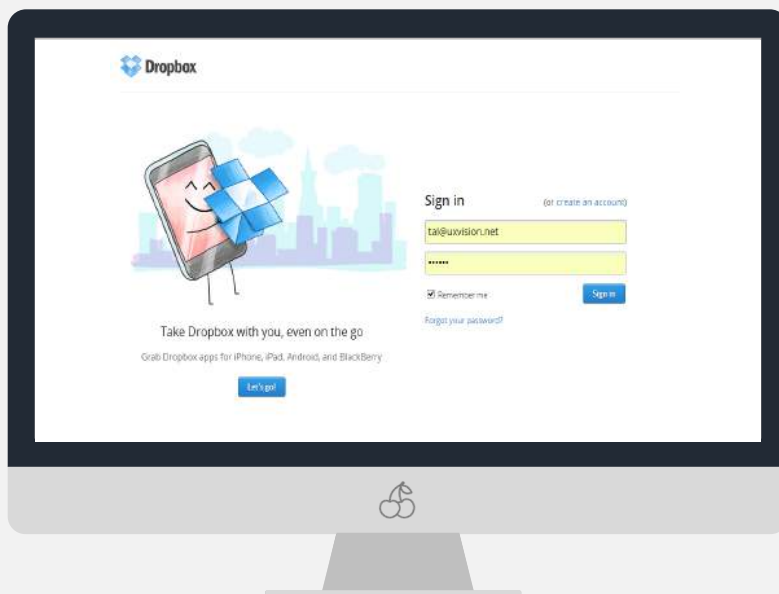 Dropbox
Sign in
(or create an account)
tal@uxvision.net
••••••
Remember me
Sign in
Forgot your password?
Take Dropbox with you, even on the go
Grab Dropbox apps for iPhone, iPad, Android, and BlackBerry
Let's go!